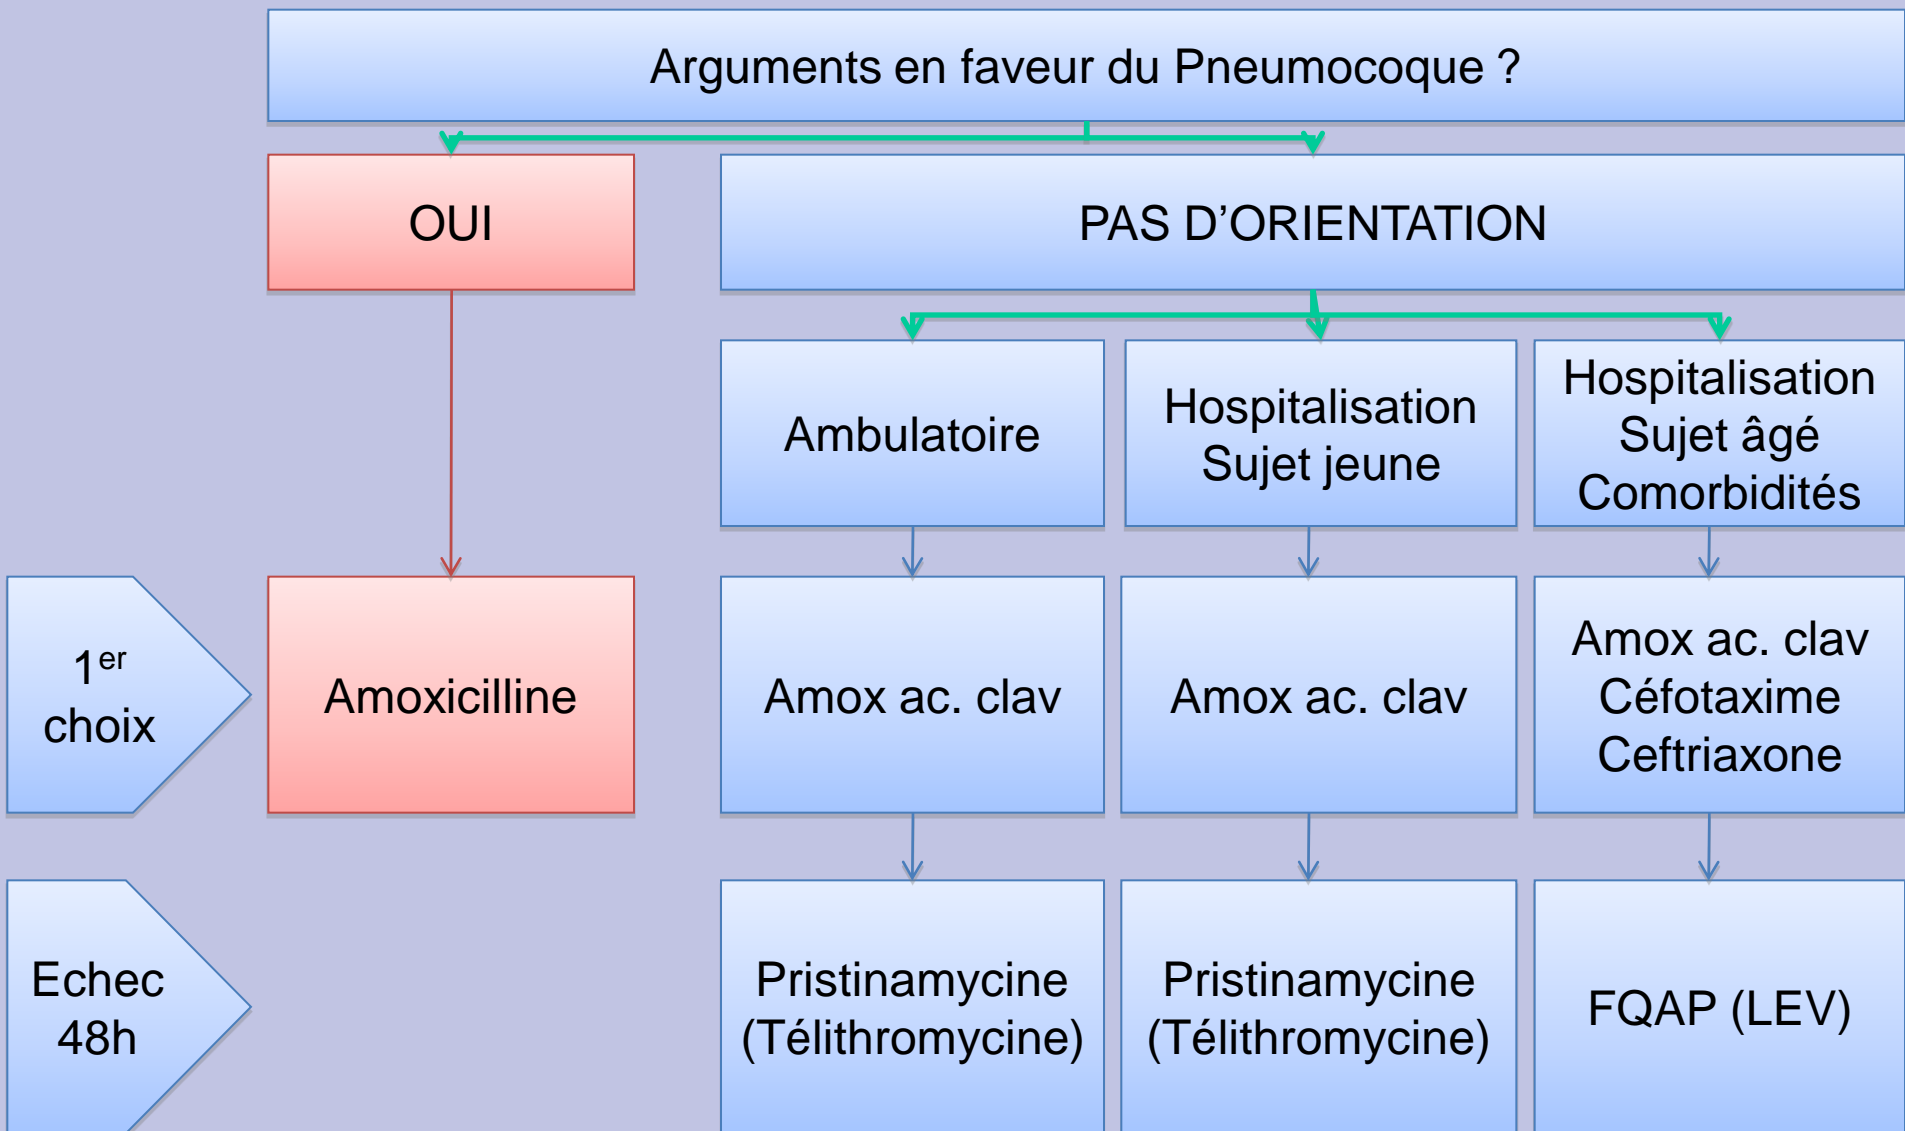 Arguments en faveur du Pneumocoque ?
OUI
PAS D’ORIENTATION
Ambulatoire
Hospitalisation
Sujet jeune
Hospitalisation
Sujet âgé
Comorbidités
1er
choix
Amoxicilline
Amox ac. clav
Amox ac. clav
Amox ac. clav
Céfotaxime
Ceftriaxone
Echec
48h
Pristinamycine
(Télithromycine)
Pristinamycine
(Télithromycine)
FQAP (LEV)